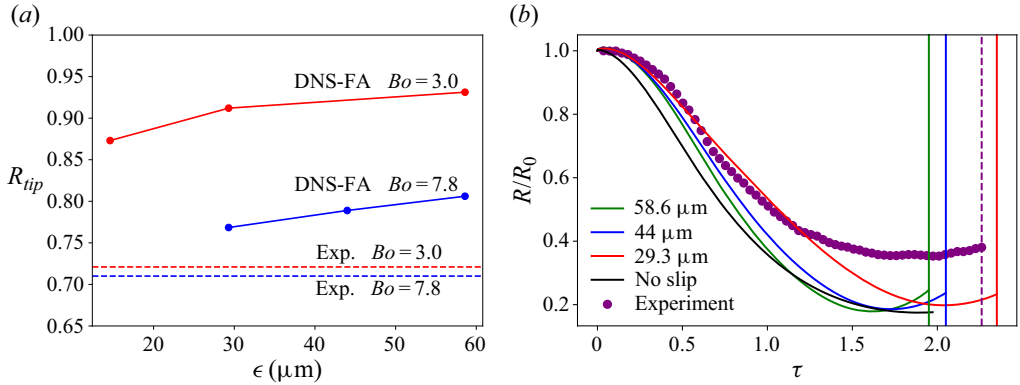 (a)
1.00
0.95
0.90
0.85
0.80
0.75
0.70
0.65
R_tip
DNS-FA Bo = 3.0
DNS-FA Bo = 7.8
Exp. Bo = 3.0
Exp. Bo = 7.8
20
30
40
50
60
ϵ (μm)
(b)
1.0
0.8
0.6
0.4
0.2
R/R_0
58.6 μm
44 μm
29.3 μm
No slip
Experiment
0
0.5
1.0
1.5
2.0
τ